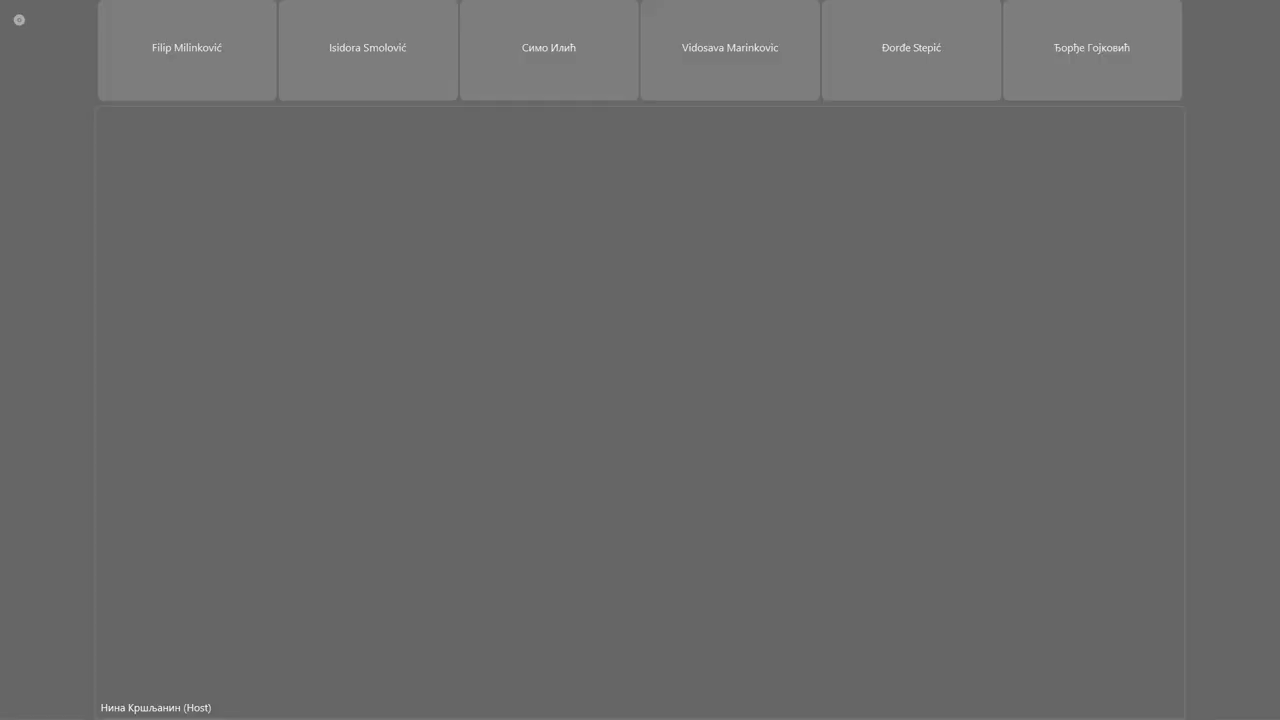 Filip Milinković
Isidora Smolović
Симо Илић
Vidosava Marinkovic
Đorđe Stepić
Ђорђе Гојковић
Нина Кршљанин (Host)